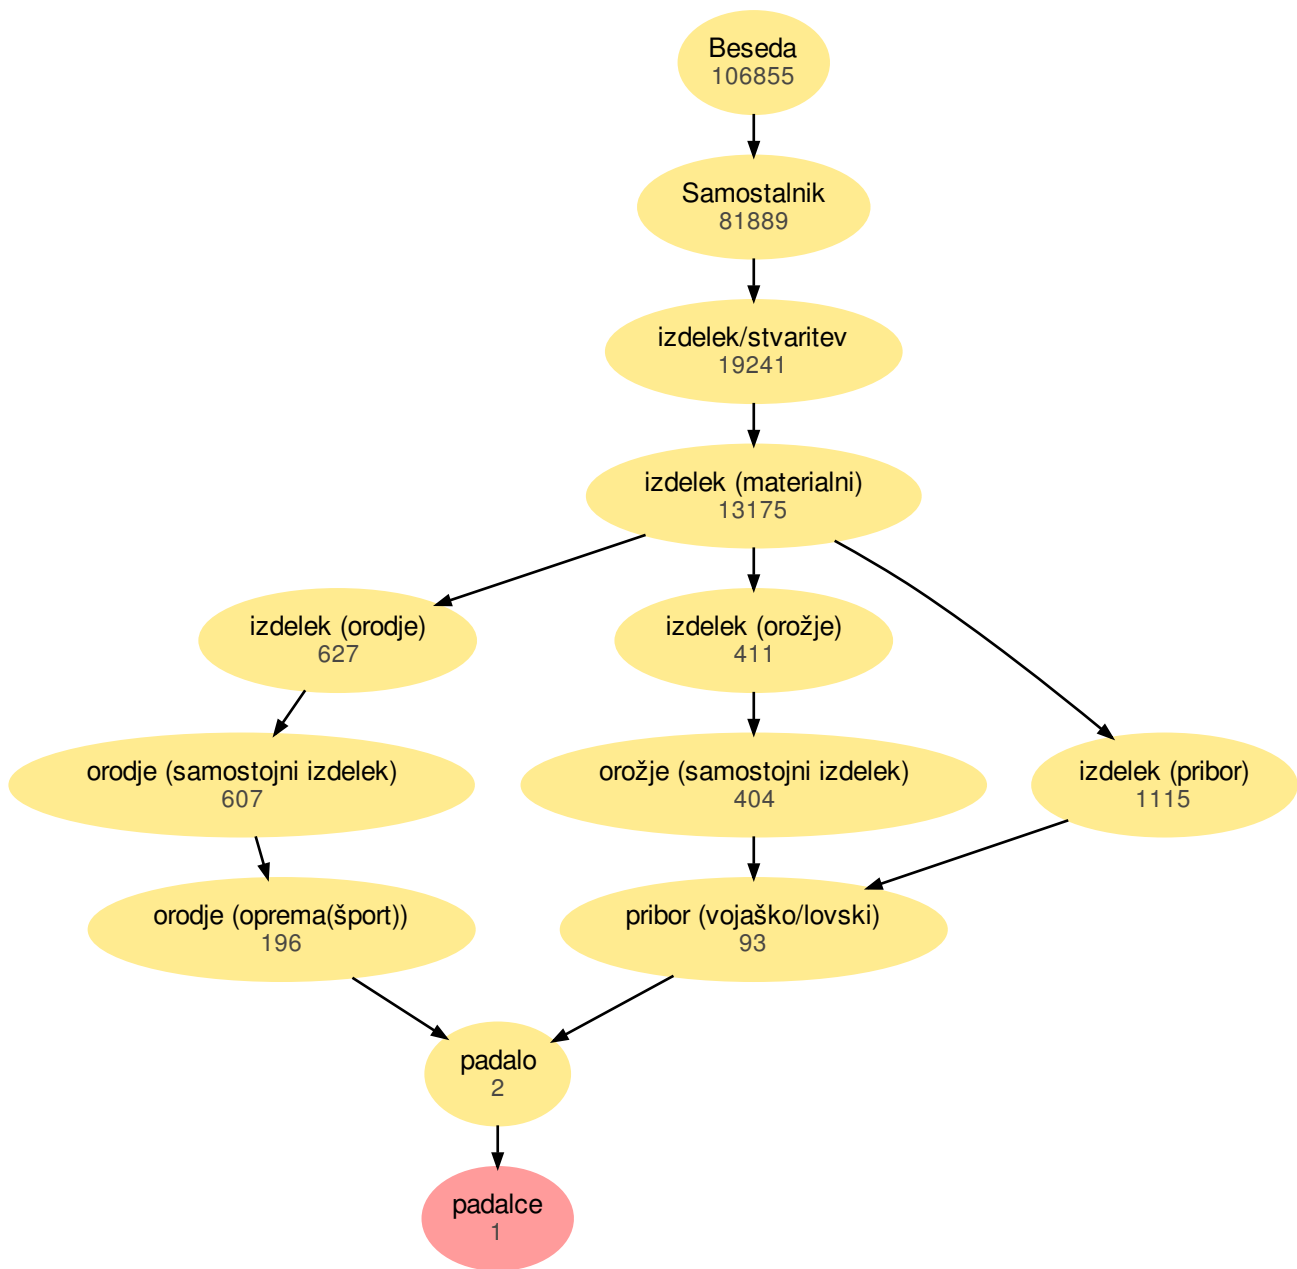 Beseda
106855
Samostalnik
81889
izdelek/stvaritev
19241
izdelek (materialni)
13175
izdelek (orodje)
627
izdelek (orožje)
411
orodje (samostojni izdelek)
607
orožje (samostojni izdelek)
404
izdelek (pribor)
1115
orodje (oprema(šport))
196
pribor (vojaško/lovski)
93
padalo
2
padalce
1